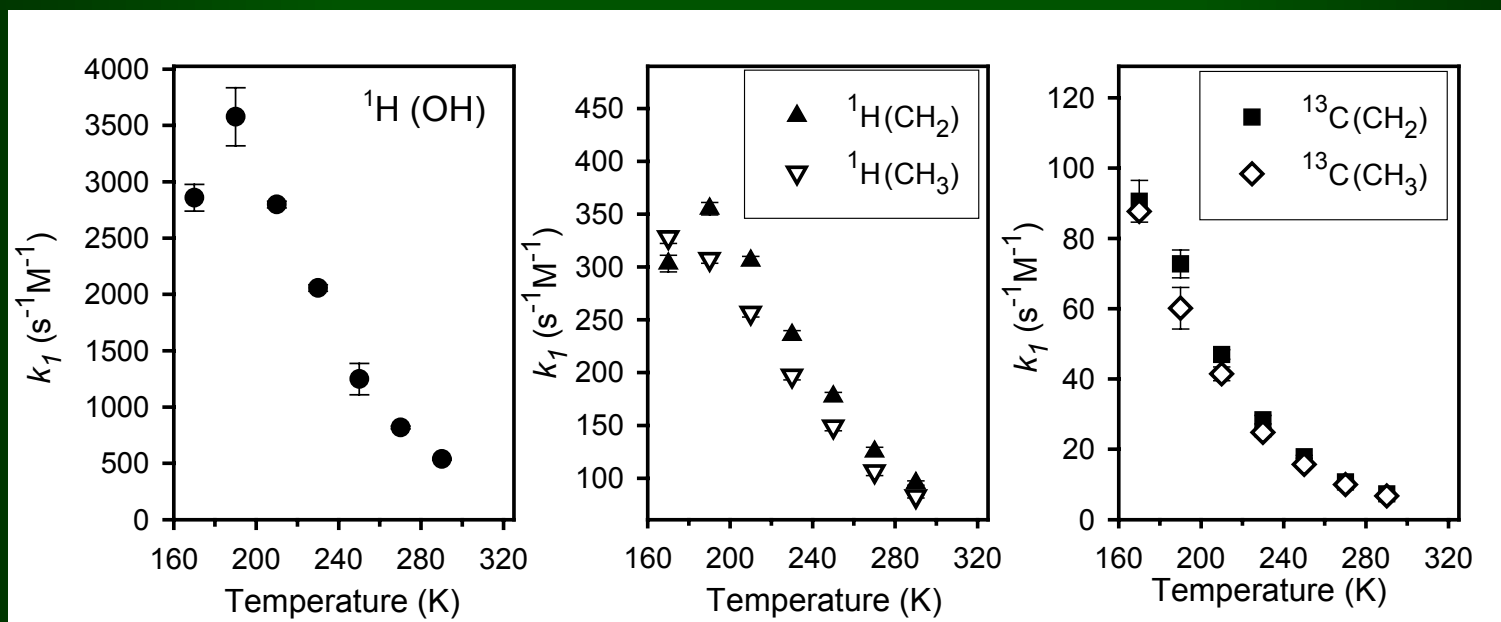 4000
3500
3000
2500
2000
1500
1000
500
0
k₁ (s⁻¹M⁻¹)
¹H (OH)
160 200 240 280 320
Temperature (K)
450
400
350
300
250
200
150
100
k₁ (s⁻¹M⁻¹)
¹H(CH₂)
¹H(CH₃)
160 200 240 280 320
Temperature (K)
120
100
80
60
40
20
0
k₁ (s⁻¹M⁻¹)
¹³C(CH₂)
¹³C(CH₃)
160 200 240 280 320
Temperature (K)